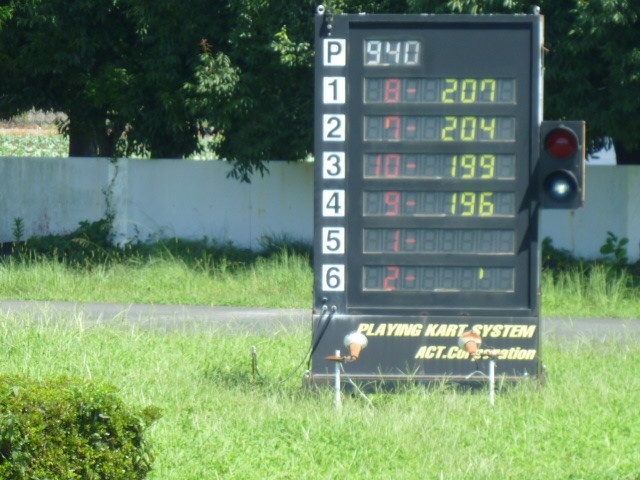 P 940
1 8- 207
2 7- 204
3 10- 199
4 9- 196
5 1-
6 2- '
PLAYING KART SYSTEM
ACT.Corporation